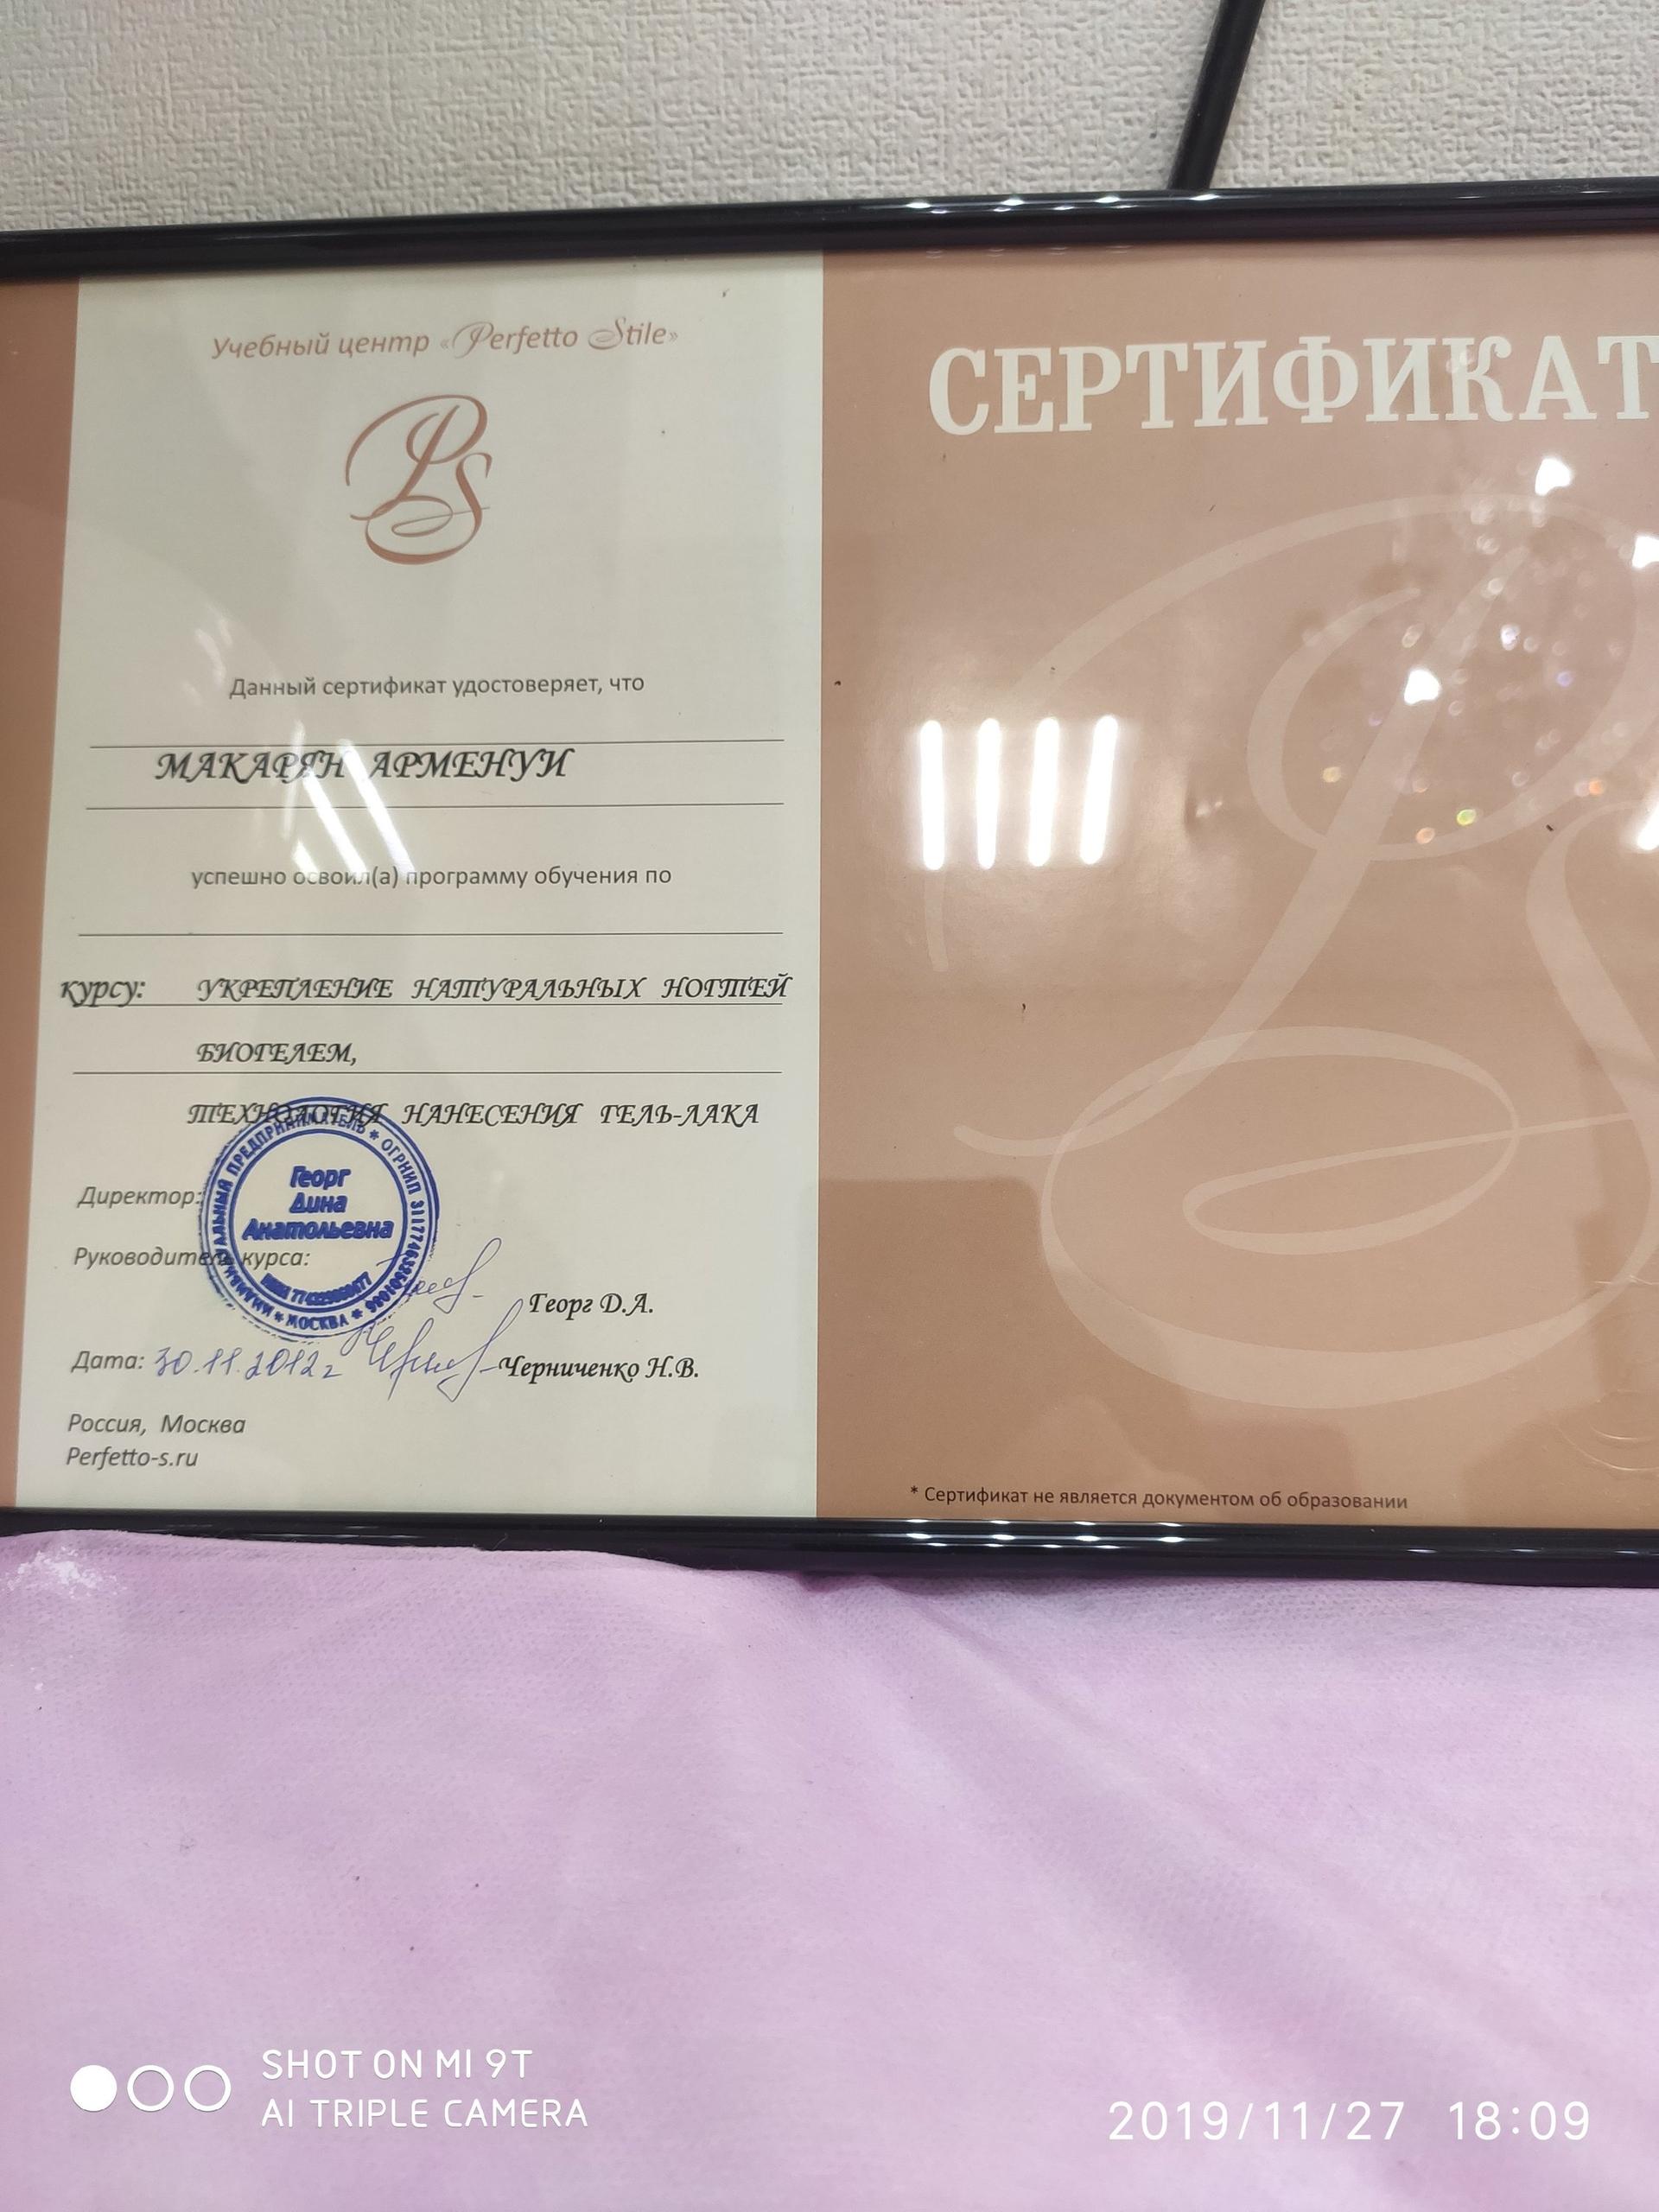 Учебный центр «Perfetto Stile»
PS
Данный сертификат удостоверяет, что
МАКАРЯН АРМЕНУИ
успешно освоил(а) программу обучения по
курсу: УКРЕПЛЕНИЕ НАТУРАЛЬНЫХ НОГТЕЙ
БИОГЕЛЕМ,
ТЕХНОЛОГИЯ НАНЕСЕНИЯ ГЕЛЬ-ЛАКА
Директор:
Руководитель курса:
Георг Д.А.
Дата: 30.11.2012г
Черниченко Н.В.
Россия, Москва
Perfetto-s.ru
ПРЕДПРИНИМАТЕЛЬ * ОГРНИП
* МОСКВА *
Георг
Дина
Анатольевна
СЕРТИФИКАТ
* Сертификат не является документом об образовании
SHOT ON MI 9T
AI TRIPLE CAMERA
2019/11/27 18:09